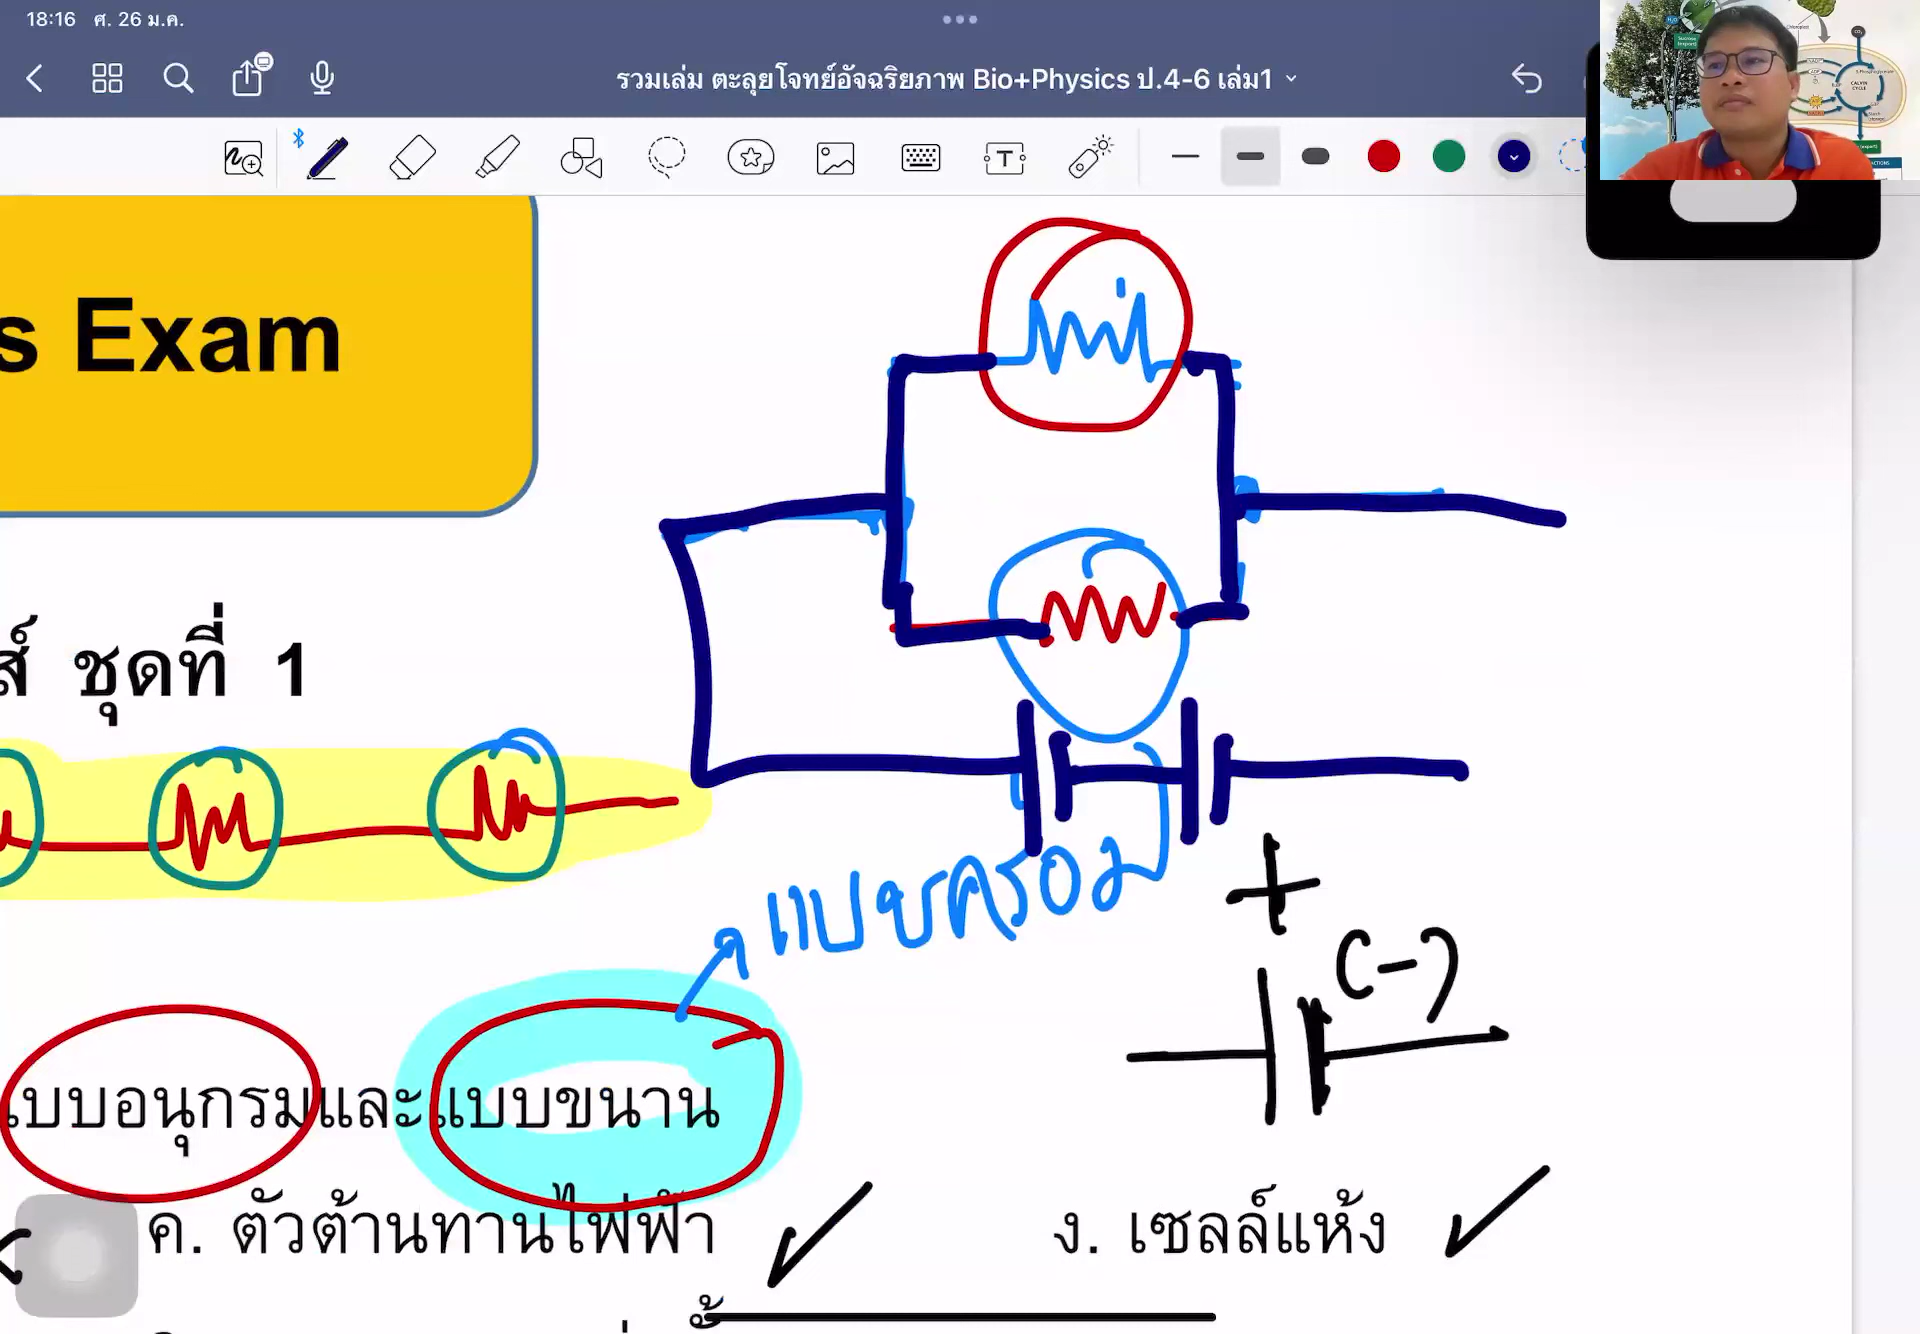 18:16 ศ. 26 ม.ค.
รวมเล่ม ตะลุยโจทย์อัจฉริยภาพ Bio+Physics ป.4-6 เล่ม1
T
s Exam
ส์ ชุดที่ 1
แบบครอม
+
(-)
แบบอนุกรมและแบบขนาน
ค. ตัวต้านทานไฟฟ้า
ง. เซลล์แห้ง
CALVIN CYCLE